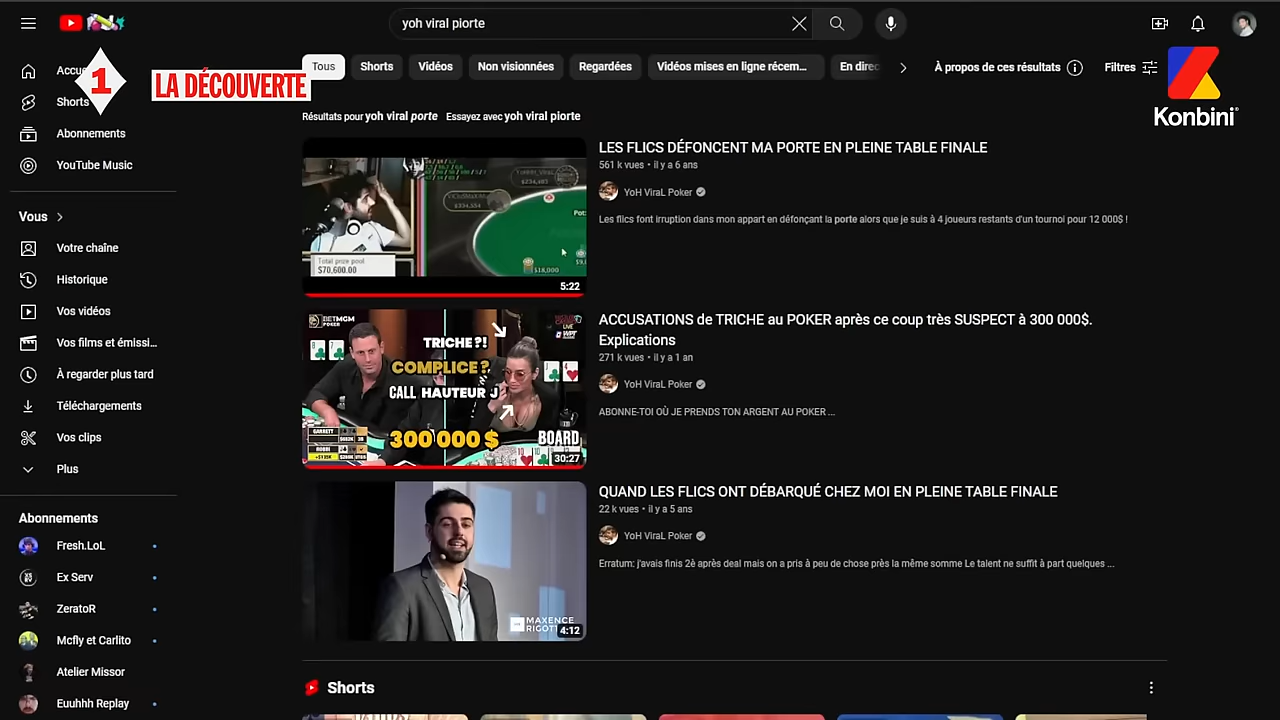 yoh viral piorte
1
LA DÉCOUVERTE
Konbini
Accu
Shorts
Abonnements
YouTube Music
Vous
Votre chaîne
Historique
Vos vidéos
Vos films et émissi...
À regarder plus tard
Téléchargements
Vos clips
Plus
Abonnements
Fresh.LoL
Ex Serv
ZeratoR
Mcfly et Carlito
Atelier Missor
Euuhhh Replay
Tous
Shorts
Vidéos
Non visionnées
Regardées
Vidéos mises en ligne récem...
En direc
À propos de ces résultats
Filtres
Résultats pour yoh viral porte Essayez avec yoh viral piorte
Total prize pool
$70,600.00
$18,000
5:22
LES FLICS DÉFONCENT MA PORTE EN PLEINE TABLE FINALE
561 k vues • il y a 6 ans
YoH ViraL Poker
Les flics font irruption dans mon appart en défonçant la porte alors que je suis à 4 joueurs restants d'un tournoi pour 12 000$ !
BETMGM
POKER
LIVE
WPT
TRICHE?!
COMPLICE?
CALL HAUTEUR J
300 000 $
BOARD
GARRETT
ROBBI
30:27
ACCUSATIONS de TRICHE au POKER après ce coup très SUSPECT à 300 000$.
Explications
271 k vues • il y a 1 an
YoH ViraL Poker
ABONNE-TOI OÙ JE PRENDS TON ARGENT AU POKER ...
MAXENCE
RIGOT
4:12
QUAND LES FLICS ONT DÉBARQUÉ CHEZ MOI EN PLEINE TABLE FINALE
22 k vues • il y a 5 ans
YoH ViraL Poker
Erratum: j'avais finis 2è après deal mais on a pris à peu de chose près la même somme Le talent ne suffit à part quelques ...
Shorts